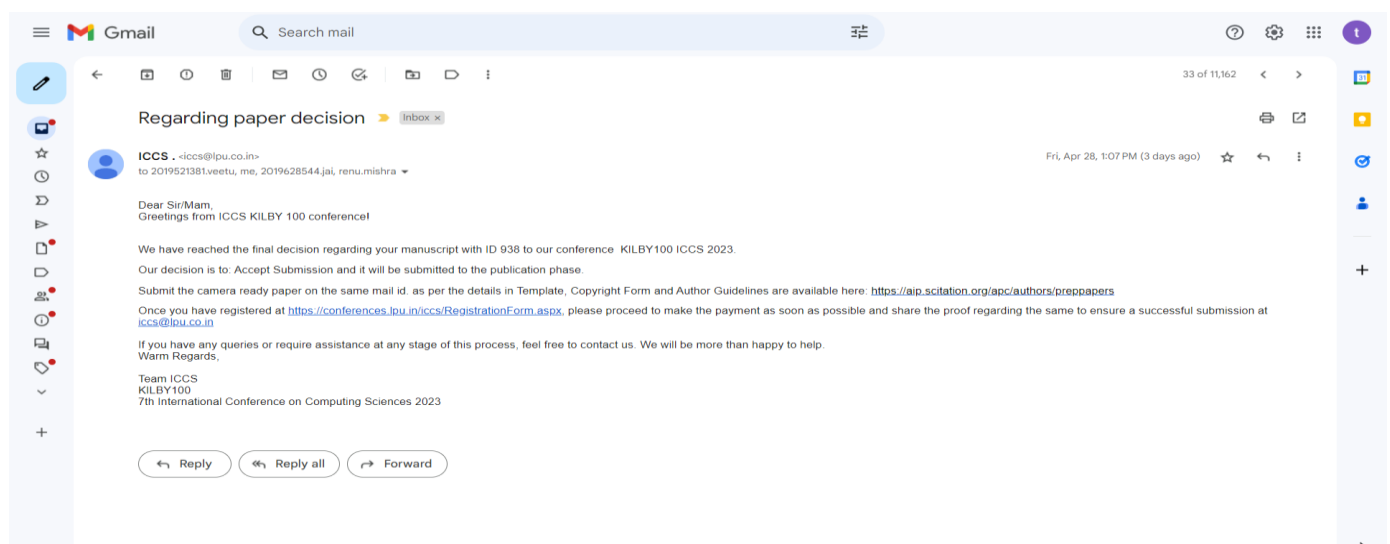 Gmail
Search mail
t
33 of 11,162
31
Regarding paper decision
Inbox ×
ICCS . <iccs@lpu.co.in>
Fri, Apr 28, 1:07 PM (3 days ago)
to 2019521381.veetu, me, 2019628544.jai, renu.mishra
Dear Sir/Mam,
Greetings from ICCS KILBY 100 conference!
We have reached the final decision regarding your manuscript with ID 938 to our conference  KILBY100 ICCS 2023.
Our decision is to: Accept Submission and it will be submitted to the publication phase.
Submit the camera ready paper on the same mail id. as per the details in Template, Copyright Form and Author Guidelines are available here: https://aip.scitation.org/apc/authors/preppapers
Once you have registered at https://conferences.lpu.in/iccs/RegistrationForm.aspx, please proceed to make the payment as soon as possible and share the proof regarding the same to ensure a successful submission at
iccs@lpu.co.in
If you have any queries or require assistance at any stage of this process, feel free to contact us. We will be more than happy to help.
Warm Regards,
Team ICCS
KILBY100
7th International Conference on Computing Sciences 2023
Reply
Reply all
Forward